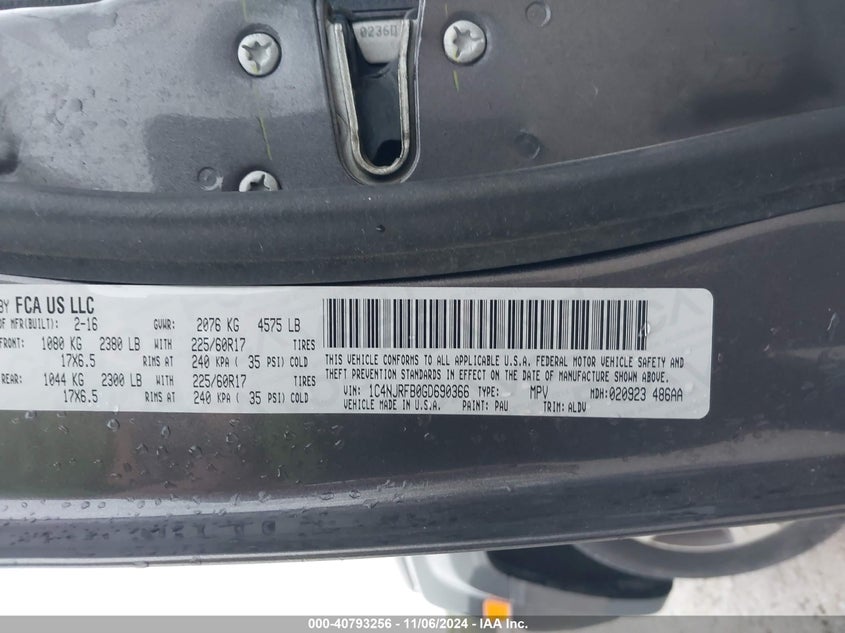 0236
BY FCA US LLC
OF MFR(BUILT): 2-16 GVWR: 2076 KG 4575 LB
FRONT: 1080 KG 2380 LB WITH 225/60R17 TIRES
17X6.5 RIMS AT 240 KPA ( 35 PSI) COLD
REAR: 1044 KG 2300 LB WITH 225/60R17 TIRES
17X6.5 RIMS AT 240 KPA ( 35 PSI) COLD
THIS VEHICLE CONFORMS TO ALL APPLICABLE U.S.A. FEDERAL MOTOR VEHICLE SAFETY AND
THEFT PREVENTION STANDARDS IN EFFECT ON THE DATE OF MANUFACTURE SHOWN ABOVE.
VIN: 1C4NJRFB0GD690366 TYPE: MPV MDH:020923 486AA
VEHICLE MADE IN U.S.A. PAINT: PAU TRIM: ALDV
000-40793256 - 11/06/2024 - IAA Inc.